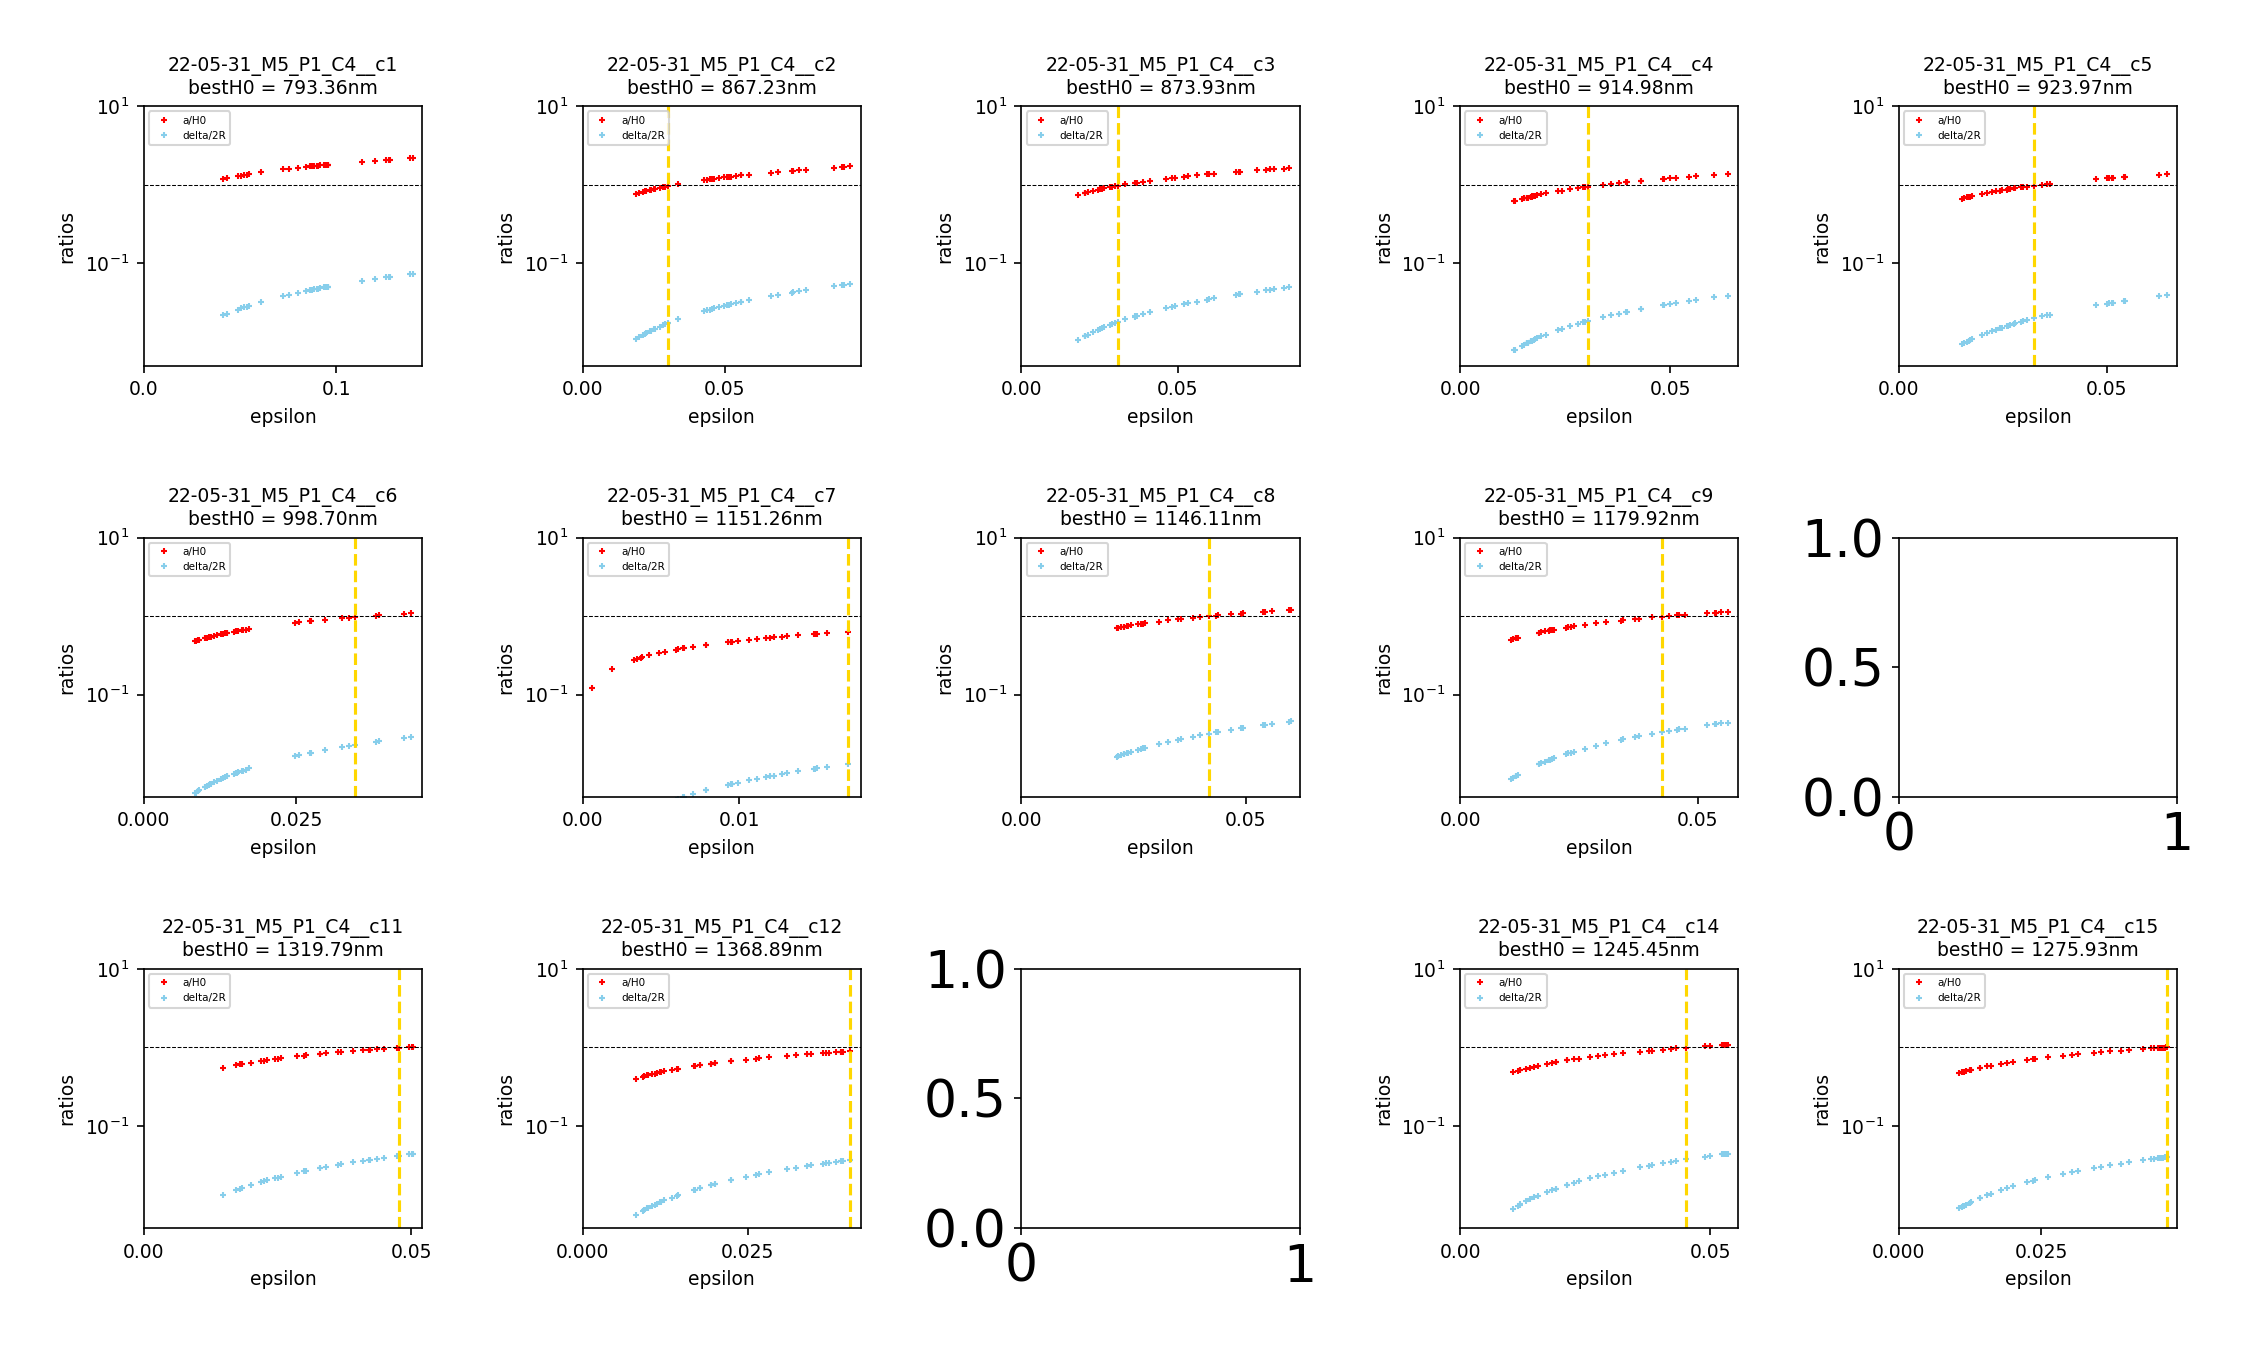 22-05-31_M5_P1_C4__c1
bestH0 = 793.36nm
10¹
a/H0
delta/2R
ratios
10⁻¹
0.0
0.1
epsilon
22-05-31_M5_P1_C4__c2
bestH0 = 867.23nm
10¹
a/H0
delta/2R
ratios
10⁻¹
0.00
0.05
epsilon
22-05-31_M5_P1_C4__c3
bestH0 = 873.93nm
10¹
a/H0
delta/2R
ratios
10⁻¹
0.00
0.05
epsilon
22-05-31_M5_P1_C4__c4
bestH0 = 914.98nm
10¹
a/H0
delta/2R
ratios
10⁻¹
0.00
0.05
epsilon
22-05-31_M5_P1_C4__c5
bestH0 = 923.97nm
10¹
a/H0
delta/2R
ratios
10⁻¹
0.00
0.05
epsilon
22-05-31_M5_P1_C4__c6
bestH0 = 998.70nm
10¹
a/H0
delta/2R
ratios
10⁻¹
0.000
0.025
epsilon
22-05-31_M5_P1_C4__c7
bestH0 = 1151.26nm
10¹
a/H0
delta/2R
ratios
10⁻¹
0.00
0.01
epsilon
22-05-31_M5_P1_C4__c8
bestH0 = 1146.11nm
10¹
a/H0
delta/2R
ratios
10⁻¹
0.00
0.05
epsilon
22-05-31_M5_P1_C4__c9
bestH0 = 1179.92nm
10¹
a/H0
delta/2R
ratios
10⁻¹
0.00
0.05
epsilon
1.0
0.5
0.0
0
1
22-05-31_M5_P1_C4__c11
bestH0 = 1319.79nm
10¹
a/H0
delta/2R
ratios
10⁻¹
0.00
0.05
epsilon
22-05-31_M5_P1_C4__c12
bestH0 = 1368.89nm
10¹
a/H0
delta/2R
ratios
10⁻¹
0.000
0.025
epsilon
1.0
0.5
0.0
0
1
22-05-31_M5_P1_C4__c14
bestH0 = 1245.45nm
10¹
a/H0
delta/2R
ratios
10⁻¹
0.00
0.05
epsilon
22-05-31_M5_P1_C4__c15
bestH0 = 1275.93nm
10¹
a/H0
delta/2R
ratios
10⁻¹
0.000
0.025
epsilon